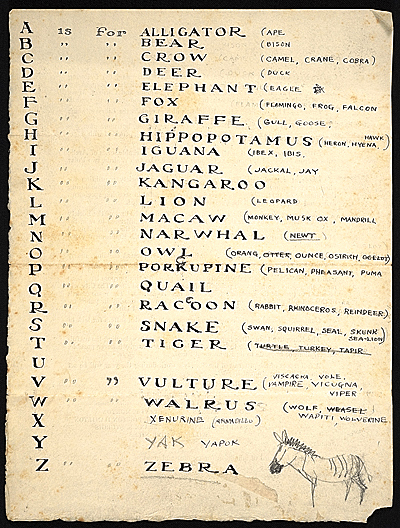 A is for ALLIGATOR (APE
B " " BEAR (BISON
C " " CROW (CAMEL, CRANE, COBRA)
D " " DEER (DUCK
E " " ELEPHANT (EAGLE
F " " FOX (FLAMINGO, FROG, FALCON
G " " GIRAFFE (GULL, GOOSE,
H " " HIPPOPOTAMUS (HERON, HYENA, HAWK
I " " IGUANA (IBEX, IBIS,
J " " JAGUAR (JACKAL, JAY
K " " KANGAROO
L " " LION (LEOPARD
M " " MACAW (MONKEY, MUSK OX, MANDRILL
N " " NARWHAL (NEWT)
O " " OWL (ORANG, OTTER, OUNCE, OSTRICH, OCELOT)
P " " PORKUPINE C (PELICAN, PHEASANT, PUMA
Q " " QUAIL
R " " RACOON C (RABBIT, RHINOCEROS, REINDEER)
S " " SNAKE (SWAN, SQUIRREL, SEAL, SKUNK SEA-LION
T " " TIGER (TURTLE, TURKEY, TAPIR
U
V " " VULTURE (VISCACHA, VOLE, VAMPIRE VICUGNA, VIPER
W " " WALRUS (WOLF WEASEL WAPITI WOLVERINE
X XENURINE
Y YAK YAPOK
Z " " ZEBRA